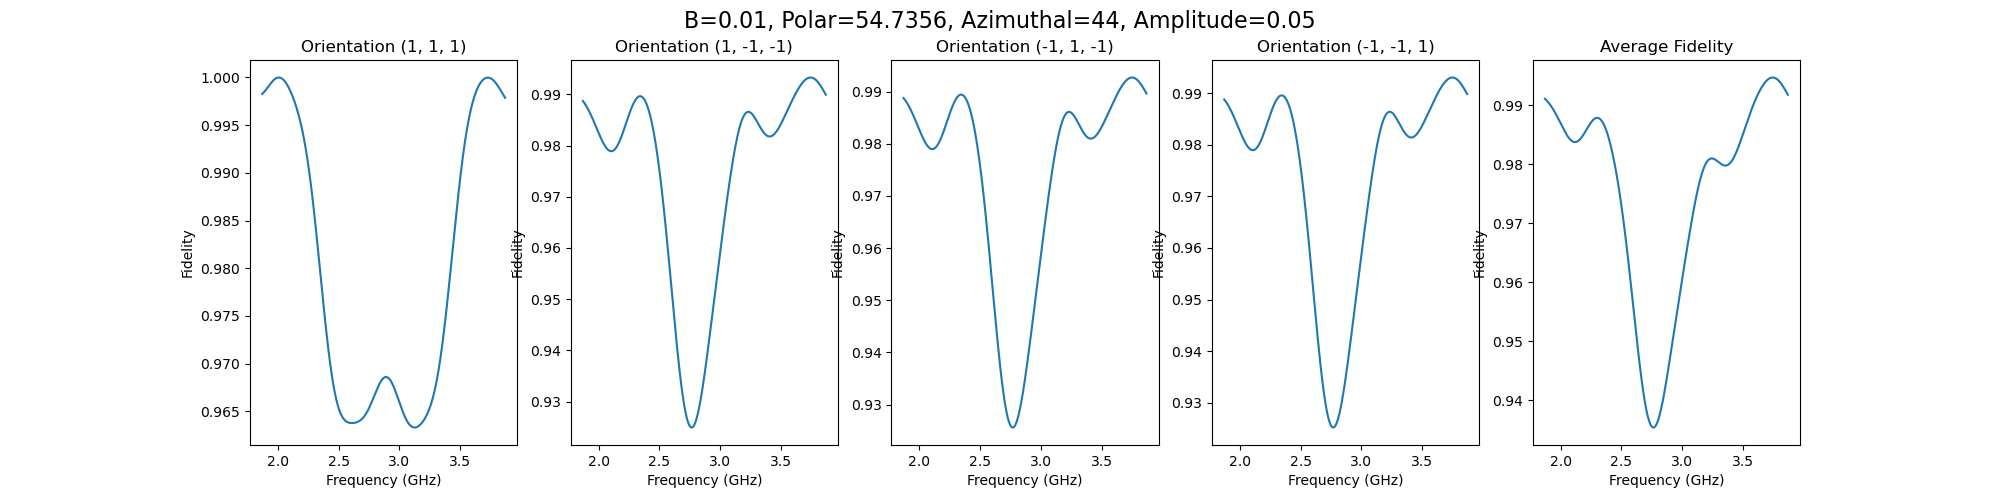 B=0.01, Polar=54.7356, Azimuthal=44, Amplitude=0.05
Orientation (1, 1, 1)
1.000
0.995
0.990
0.985
0.980
0.975
0.970
0.965
Fidelity
2.0 2.5 3.0 3.5
Frequency (GHz)
Orientation (1, -1, -1)
0.99
0.98
0.97
0.96
0.95
0.94
0.93
Fidelity
2.0 2.5 3.0 3.5
Frequency (GHz)
Orientation (-1, 1, -1)
0.99
0.98
0.97
0.96
0.95
0.94
0.93
Fidelity
2.0 2.5 3.0 3.5
Frequency (GHz)
Orientation (-1, -1, 1)
0.99
0.98
0.97
0.96
0.95
0.94
0.93
Fidelity
2.0 2.5 3.0 3.5
Frequency (GHz)
Average Fidelity
0.99
0.98
0.97
0.96
0.95
0.94
Fidelity
2.0 2.5 3.0 3.5
Frequency (GHz)